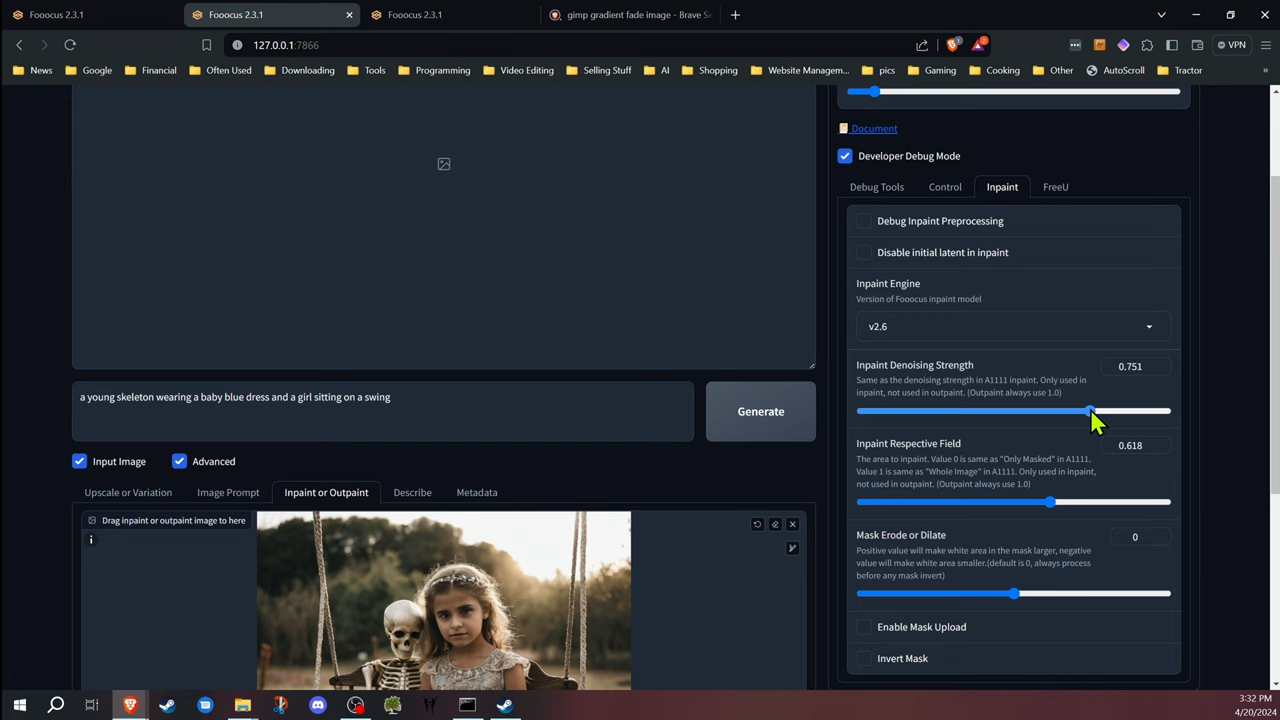 Fooocus 2.3.1
Fooocus 2.3.1
Fooocus 2.3.1
gimp gradient fade image - Brave Se
127.0.0.1:7866
VPN
News
Google
Financial
Often Used
Downloading
Tools
Programming
Video Editing
Selling Stuff
AI
Shopping
Website Managem...
pics
Gaming
Cooking
Other
AutoScroll
Tractor
Document
Developer Debug Mode
Debug Tools
Control
Inpaint
FreeU
Debug Inpaint Preprocessing
Disable initial latent in inpaint
Inpaint Engine
Version of Fooocus inpaint model
v2.6
Inpaint Denoising Strength
0.751
Same as the denoising strength in A1111 inpaint. Only used in
inpaint, not used in outpaint. (Outpaint always use 1.0)
Inpaint Respective Field
0.618
The area to inpaint. Value 0 is same as "Only Masked" in A1111.
Value 1 is same as "Whole Image" in A1111. Only used in inpaint,
not used in outpaint. (Outpaint always use 1.0)
Mask Erode or Dilate
0
Positive value will make white area in the mask larger, negative
value will make white area smaller.(default is 0, always process
before any mask invert)
Enable Mask Upload
Invert Mask
a young skeleton wearing a baby blue dress and a girl sitting on a swing
Generate
Input Image
Advanced
Upscale or Variation
Image Prompt
Inpaint or Outpaint
Describe
Metadata
Drag inpaint or outpaint image to here
3:32 PM
4/20/2024